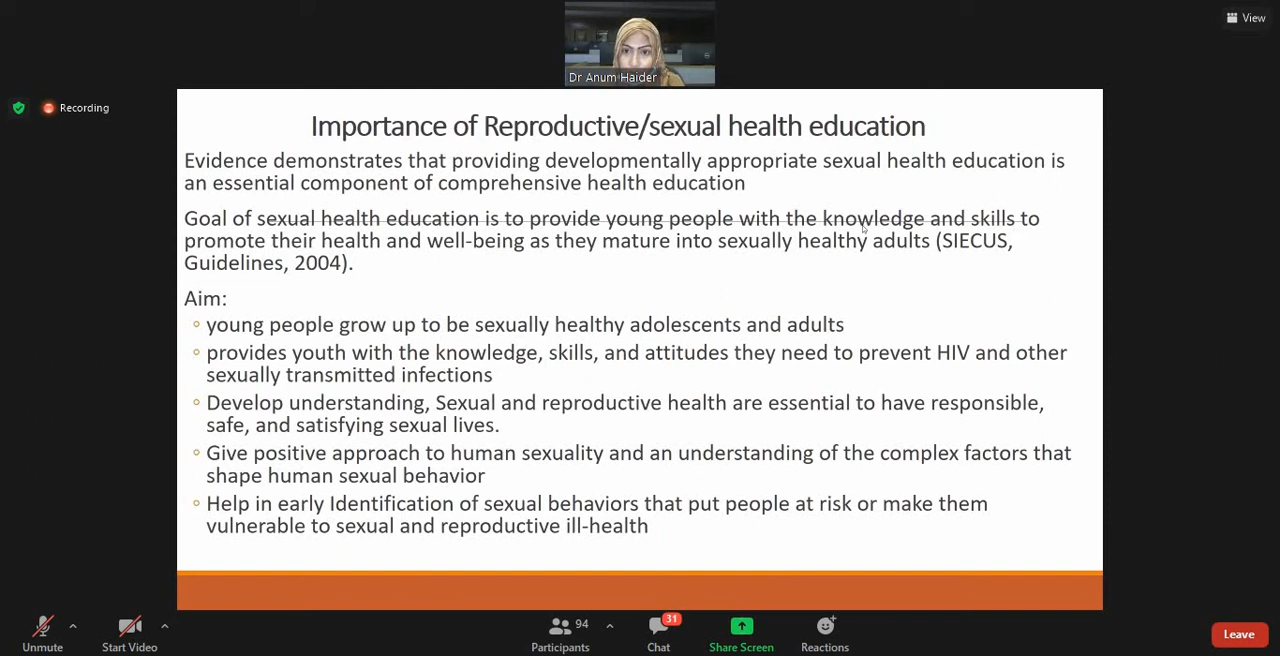 View
Dr Anum Haider
Recording
Importance of Reproductive/sexual health education
Evidence demonstrates that providing developmentally appropriate sexual health education is
an essential component of comprehensive health education
Goal of sexual health education is to provide young people with the knowledge and skills to
promote their health and well-being as they mature into sexually healthy adults (SIECUS,
Guidelines, 2004).
Aim:
◦ young people grow up to be sexually healthy adolescents and adults
◦ provides youth with the knowledge, skills, and attitudes they need to prevent HIV and other
sexually transmitted infections
◦ Develop understanding, Sexual and reproductive health are essential to have responsible,
safe, and satisfying sexual lives.
◦ Give positive approach to human sexuality and an understanding of the complex factors that
shape human sexual behavior
◦ Help in early Identification of sexual behaviors that put people at risk or make them
vulnerable to sexual and reproductive ill-health
94
31
Unmute
Start Video
Participants
Chat
Share Screen
Reactions
Leave